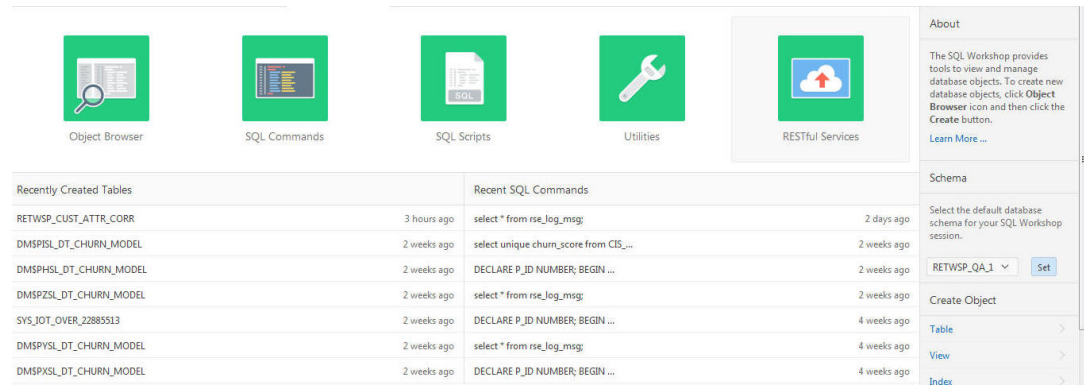 SQL
Object Browser
SQL Commands
SQL Scripts
Utilities
RESTful Services
Recently Created Tables
RETWSP_CUST_ATTR_CORR 3 hours ago
DM$PISL_DT_CHURN_MODEL 2 weeks ago
DM$PHSL_DT_CHURN_MODEL 2 weeks ago
DM$PZSL_DT_CHURN_MODEL 2 weeks ago
SYS_IOT_OVER_22885513 2 weeks ago
DM$PYSL_DT_CHURN_MODEL 2 weeks ago
DM$PXSL_DT_CHURN_MODEL 2 weeks ago
Recent SQL Commands
select * from rse_log_msg; 2 days ago
select unique churn_score from CIS_... 2 weeks ago
DECLARE P_ID NUMBER; BEGIN ... 2 weeks ago
select * from rse_log_msg; 2 weeks ago
DECLARE P_ID NUMBER; BEGIN ... 4 weeks ago
select * from rse_log_msg; 4 weeks ago
DECLARE P_ID NUMBER; BEGIN ... 4 weeks ago
About
The SQL Workshop provides
tools to view and manage
database objects. To create new
database objects, click Object
Browser icon and then click the
Create button.
Learn More ...
Schema
Select the default database
schema for your SQL Workshop
session.
RETWSP_QA_1 Set
Create Object
Table
View
Index